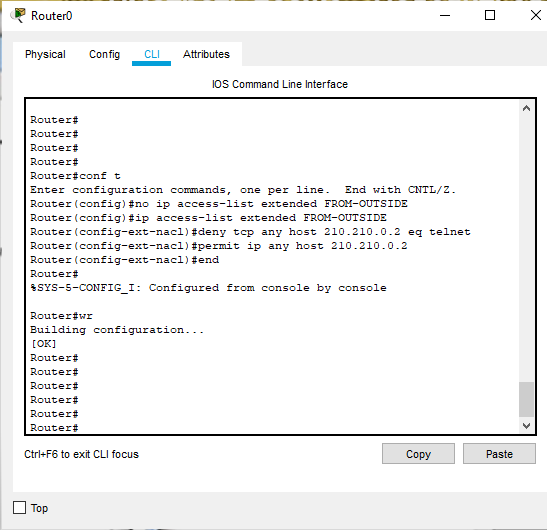 Router0
Physical Config CLI Attributes
IOS Command Line Interface
Router#
Router#
Router#
Router#
Router#conf t
Enter configuration commands, one per line.  End with CNTL/Z.
Router(config)#no ip access-list extended FROM-OUTSIDE
Router(config)#ip access-list extended FROM-OUTSIDE
Router(config-ext-nacl)#deny tcp any host 210.210.0.2 eq telnet
Router(config-ext-nacl)#permit ip any host 210.210.0.2
Router(config-ext-nacl)#end
Router#
%SYS-5-CONFIG_I: Configured from console by console
Router#wr
Building configuration...
[OK]
Router#
Router#
Router#
Router#
Router#
Router#
Ctrl+F6 to exit CLI focus
Copy Paste
Top